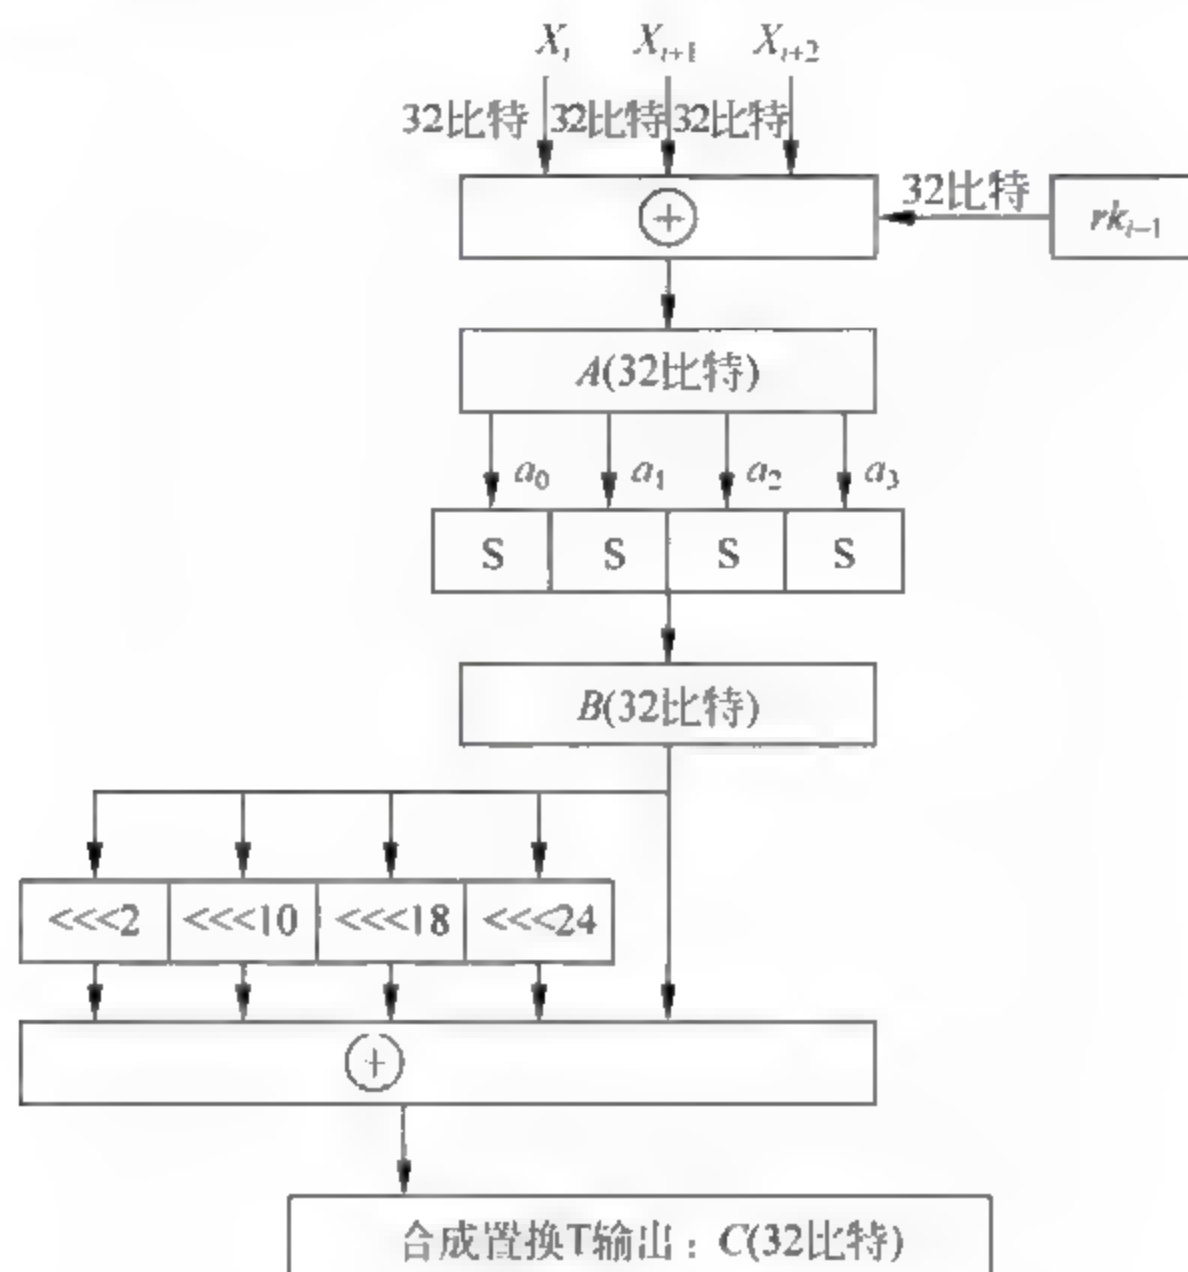 X_i X_{i+1} X_{i+2}
32比特 32比特 32比特
32比特
⊕
rk_{i-1}
A(32比特)
a_0 a_1 a_2 a_3
S S S S
B(32比特)
<<<2 <<<10 <<<18 <<<24
⊕
合成置换T输出：C(32比特)